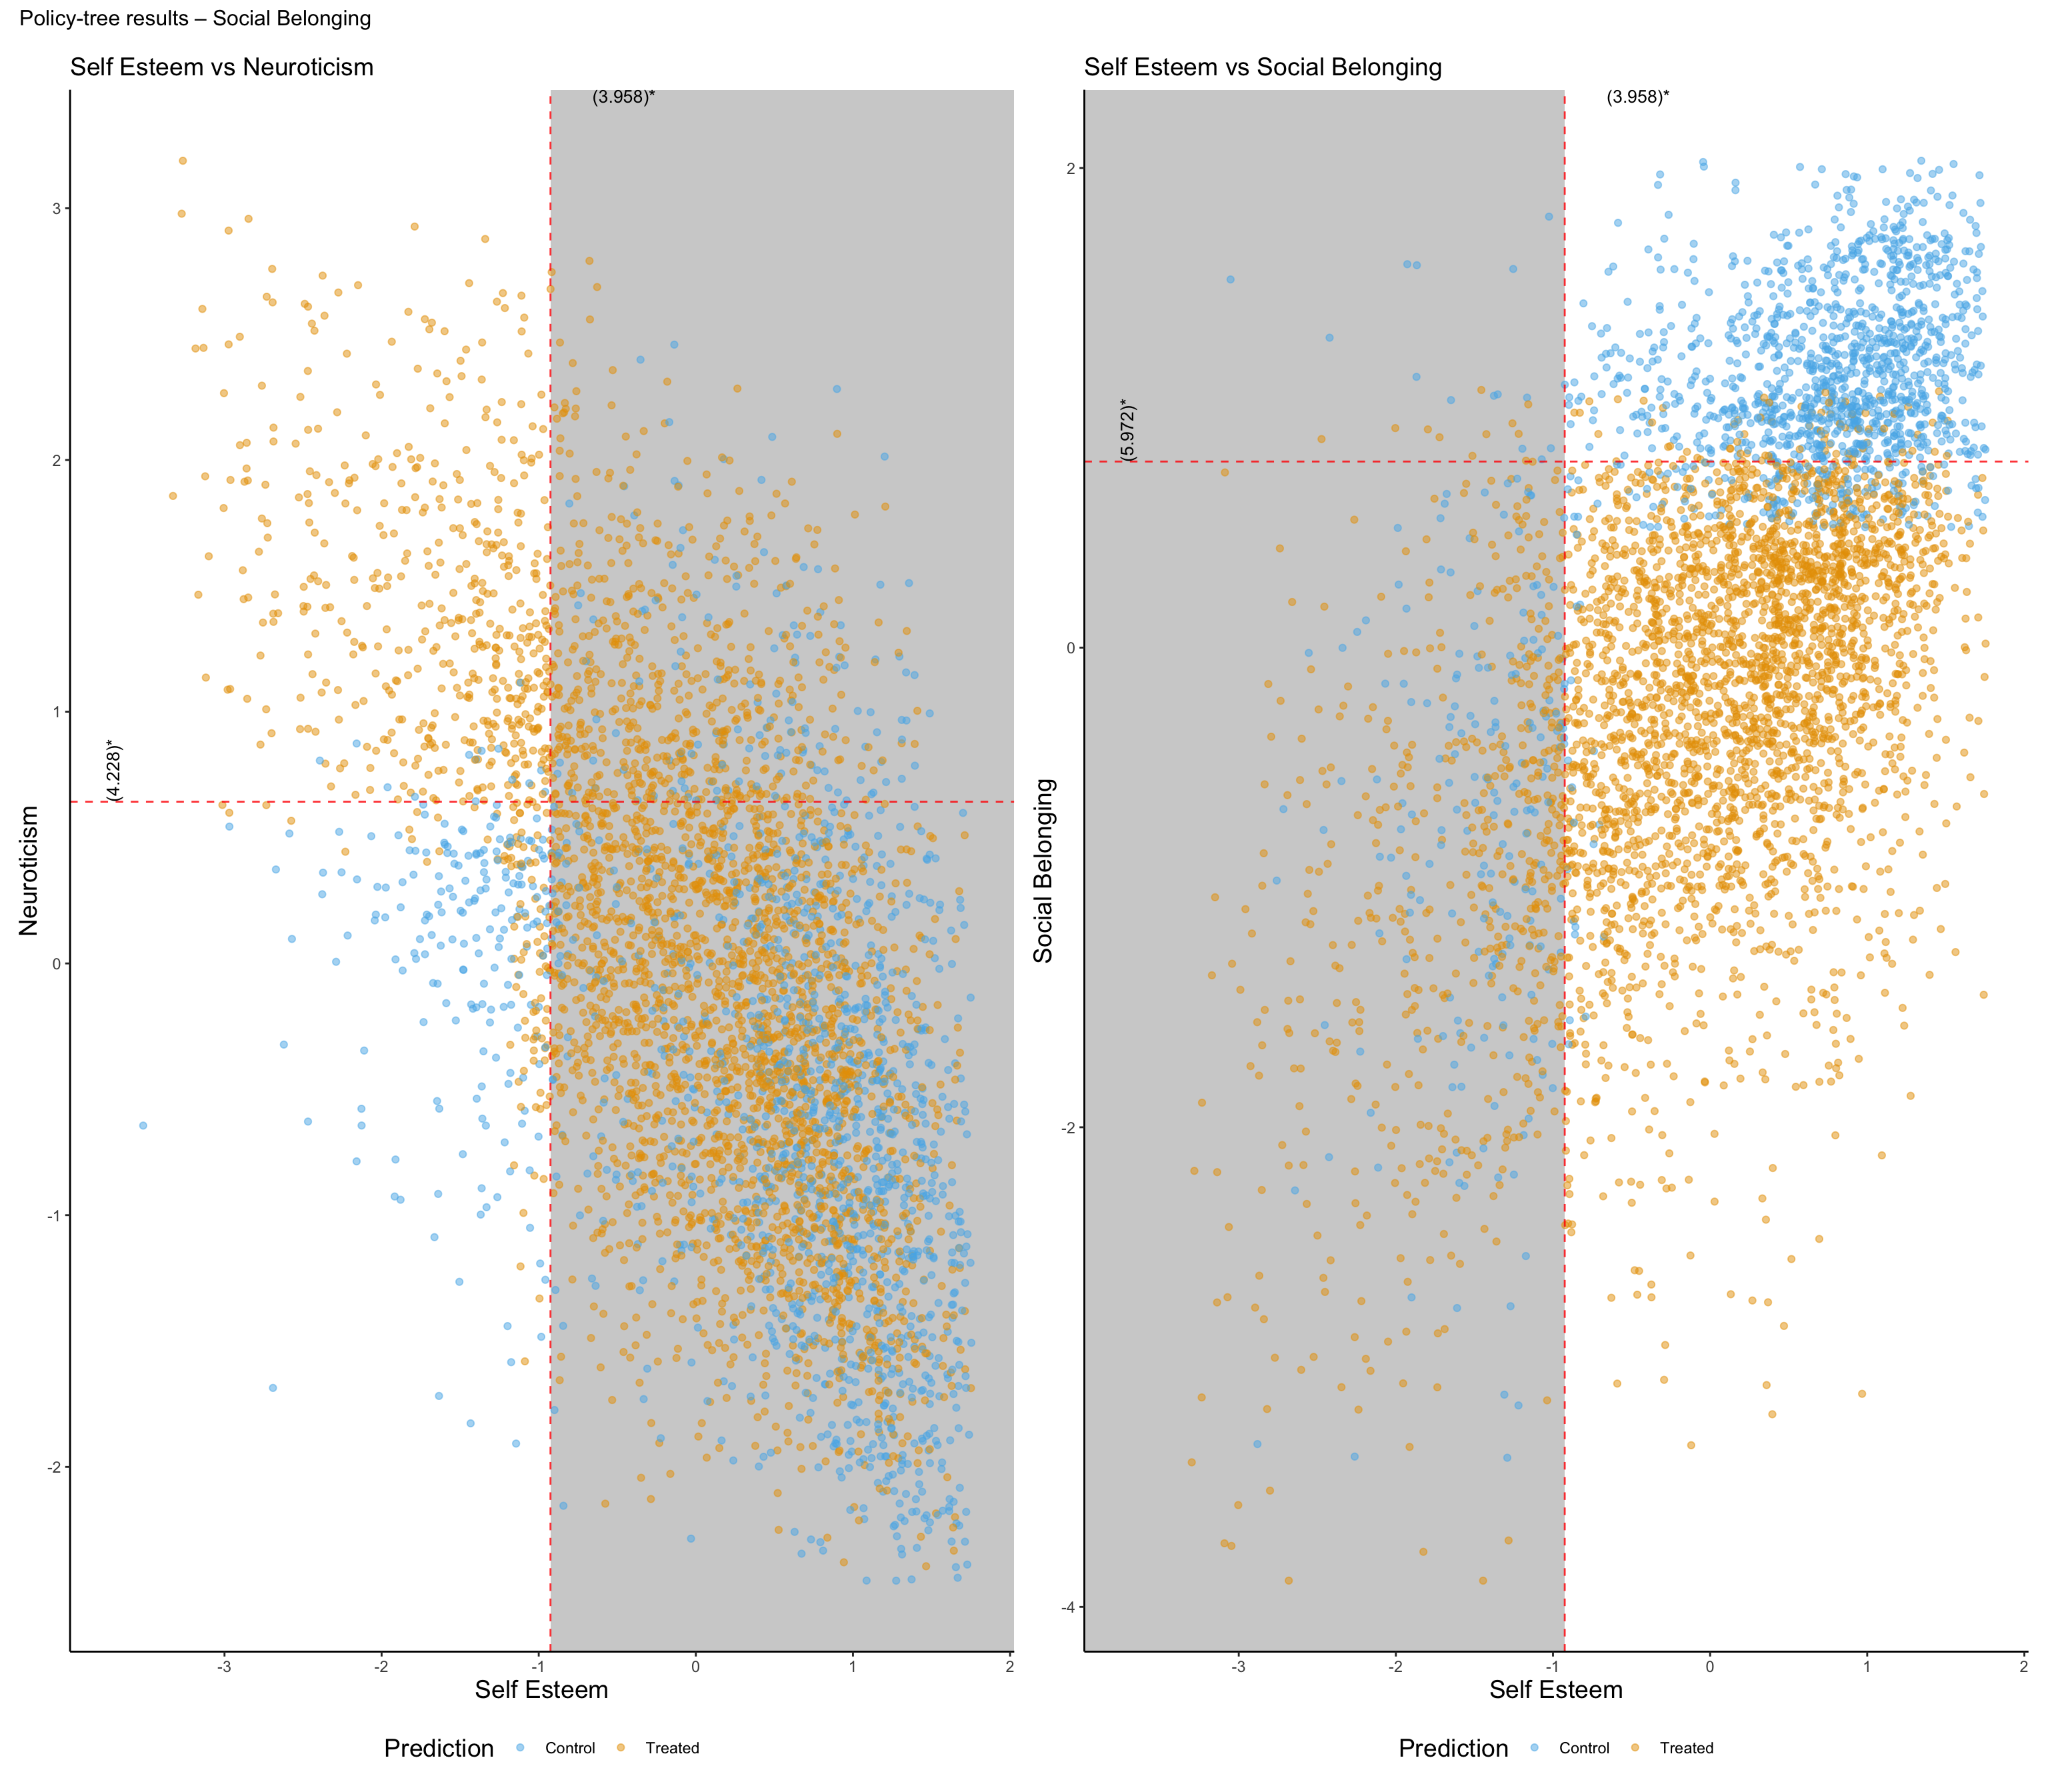 Policy-tree results – Social Belonging
Self Esteem vs Neuroticism
(3.958)*
3
2
1
0
-1
-2
(4.228)*
Neuroticism
-3
-2
-1
0
1
2
Self Esteem
Prediction
Control
Treated
Self Esteem vs Social Belonging
(3.958)*
2
0
-2
-4
(5.972)*
Social Belonging
-3
-2
-1
0
1
2
Self Esteem
Prediction
Control
Treated